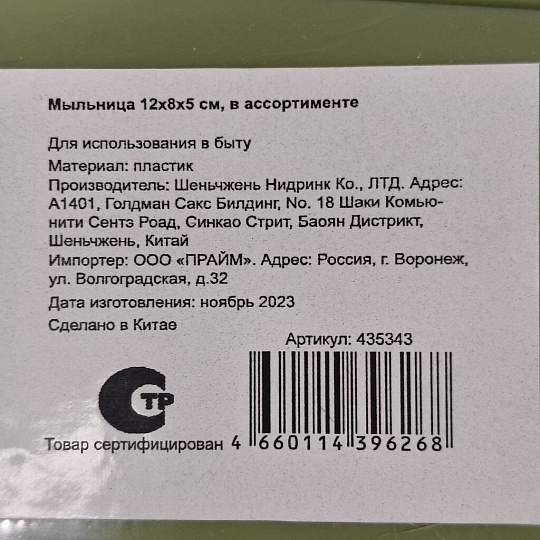 Мыльница 12х8х5 см, в ассортименте
Для использования в быту
Материал: пластик
Производитель: Шеньчжень Нидринк Ко., ЛТД. Адрес:
А1401, Голдман Сакс Билдинг, No. 18 Шаки Комью-
нити Сентэ Роад, Синкао Стрит, Баоян Дистрикт,
Шеньчжень, Китай
Импортер: ООО «ПРАЙМ». Адрес: Россия, г. Воронеж,
ул. Волгоградская, д.32
Дата изготовления: ноябрь 2023
Сделано в Китае
Артикул: 435343
СТР
Товар сертифицирован
4 660114 396268